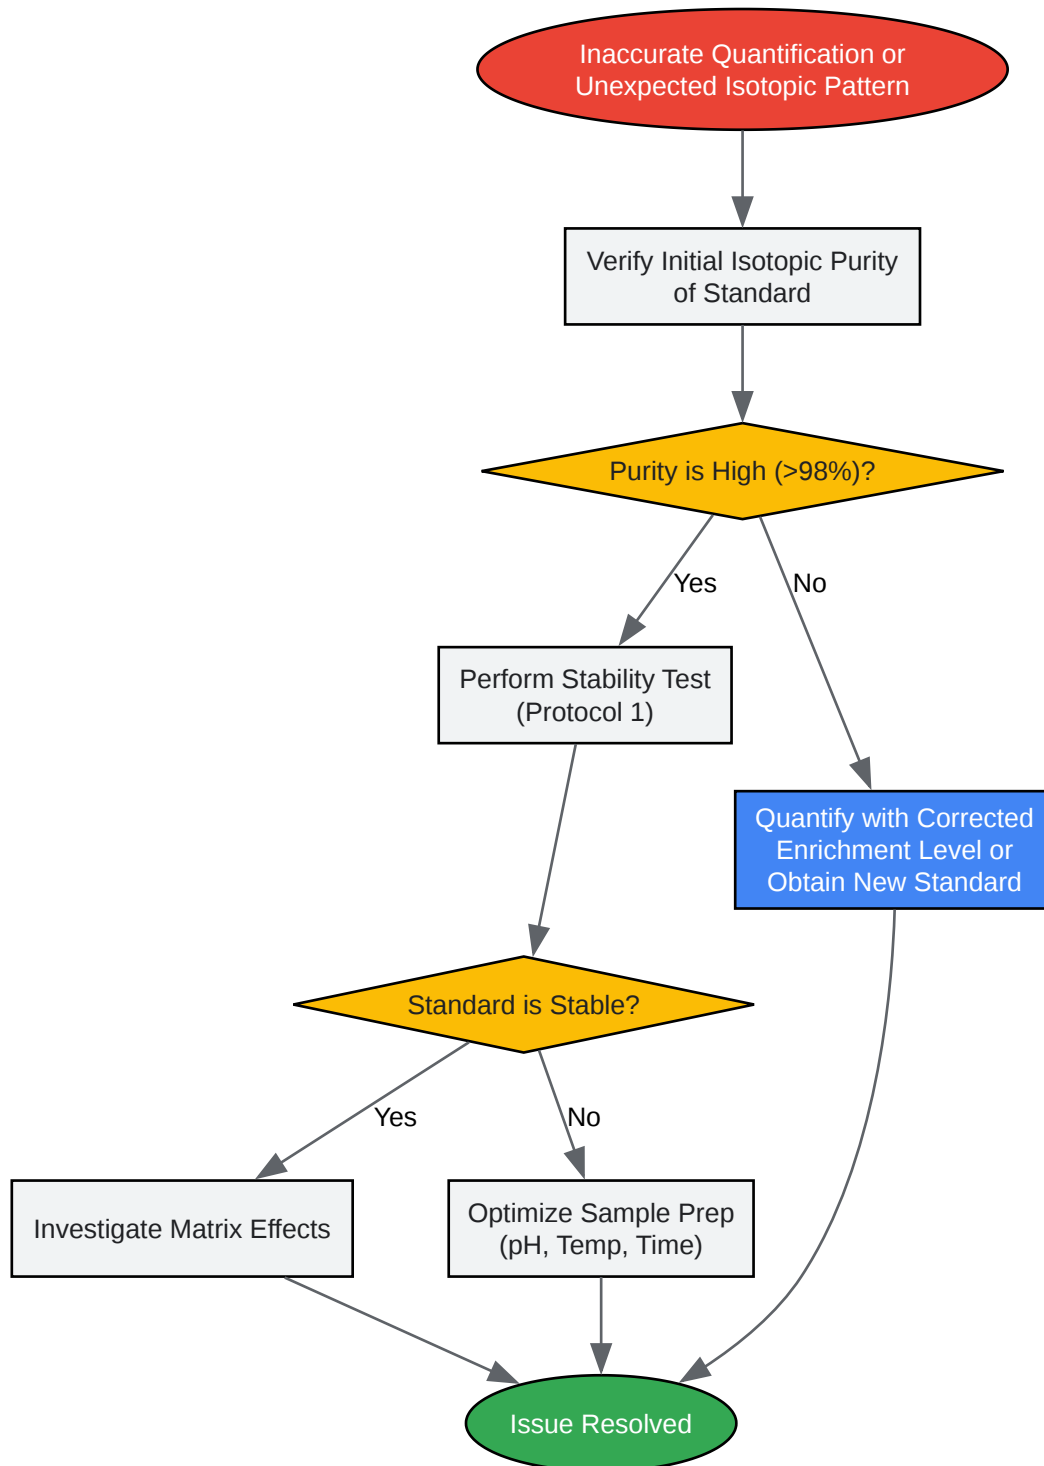 Inaccurate Quantification or
Unexpected Isotopic Pattern
Verify Initial Isotopic Purity
of Standard
Purity is High (>98%)?
Yes
No
Perform Stability Test
(Protocol 1)
Quantify with Corrected
Enrichment Level or
Obtain New Standard
Standard is Stable?
Yes
No
Investigate Matrix Effects
Optimize Sample Prep
(pH, Temp, Time)
Issue Resolved